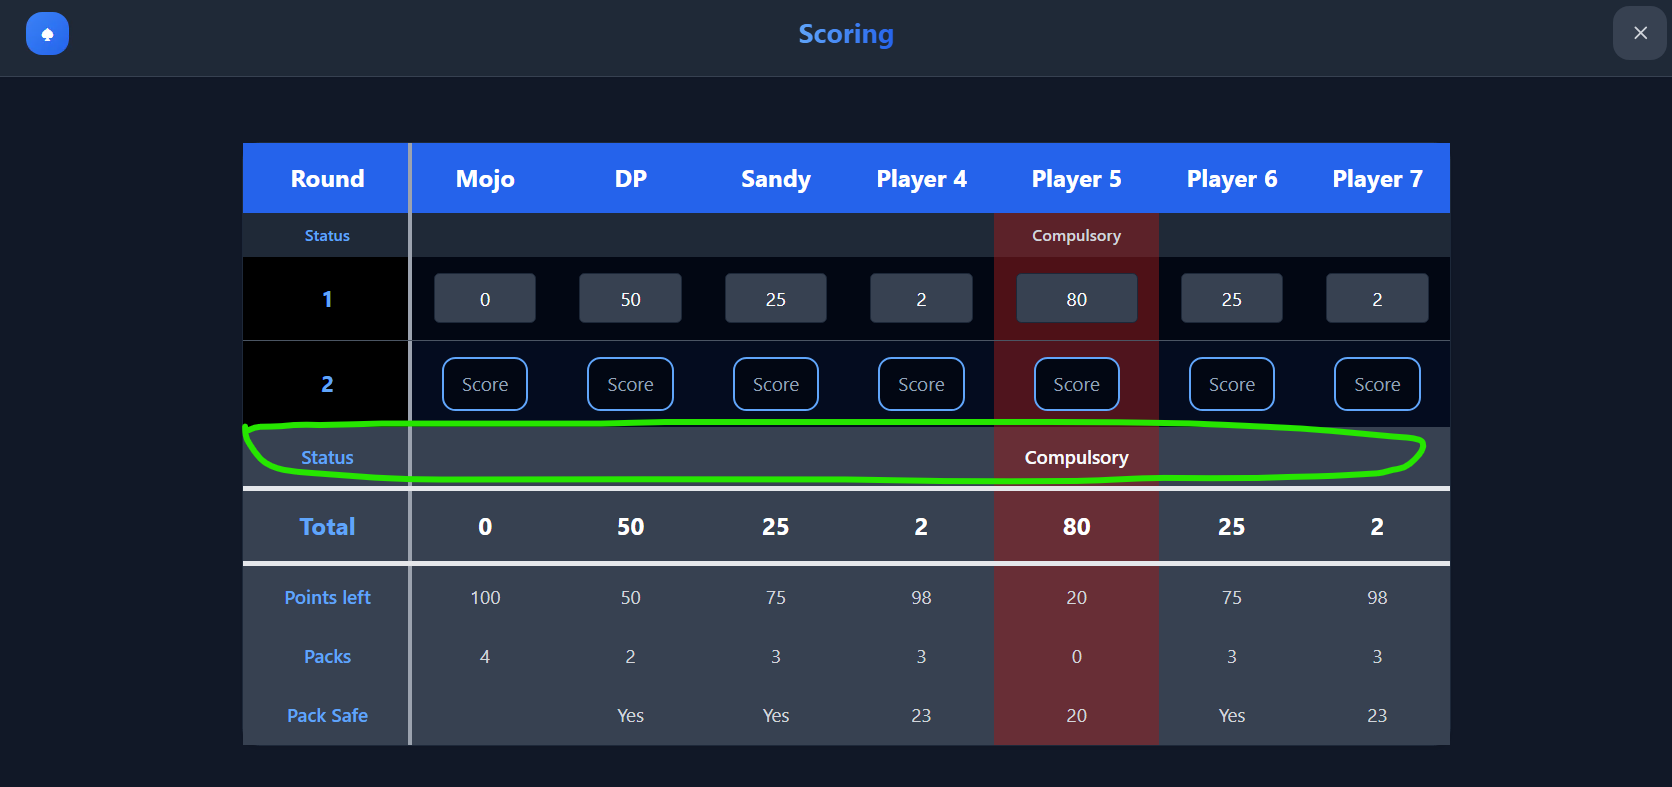 Scoring
Round Mojo DP Sandy Player 4 Player 5 Player 6 Player 7
Status Compulsory
1 0 50 25 2 80 25 2
2 Score Score Score Score Score Score Score
Status Compulsory
Total 0 50 25 2 80 25 2
Points left 100 50 75 98 20 75 98
Packs 4 2 3 3 0 3 3
Pack Safe Yes Yes 23 20 Yes 23